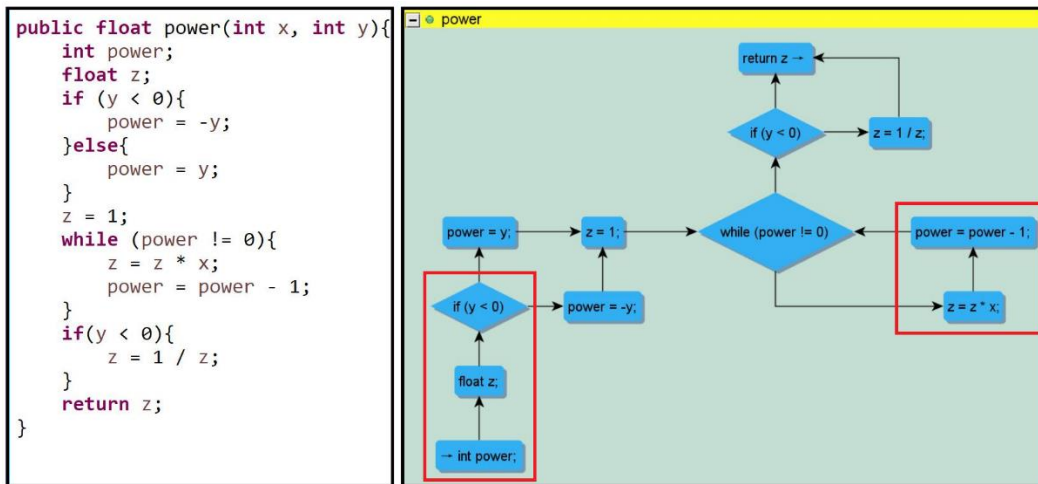 public float power(int x, int y){
int power;
float z;
if (y < 0){
power = -y;
}else{
power = y;
}
z = 1;
while (power != 0){
z = z * x;
power = power - 1;
}
if(y < 0){
z = 1 / z;
}
return z;
}
power
return z →
if (y < 0)
z = 1 / z;
power = y;
z = 1;
while (power != 0)
power = power - 1;
if (y < 0)
power = -y;
z = z * x;
float z;
→ int power;